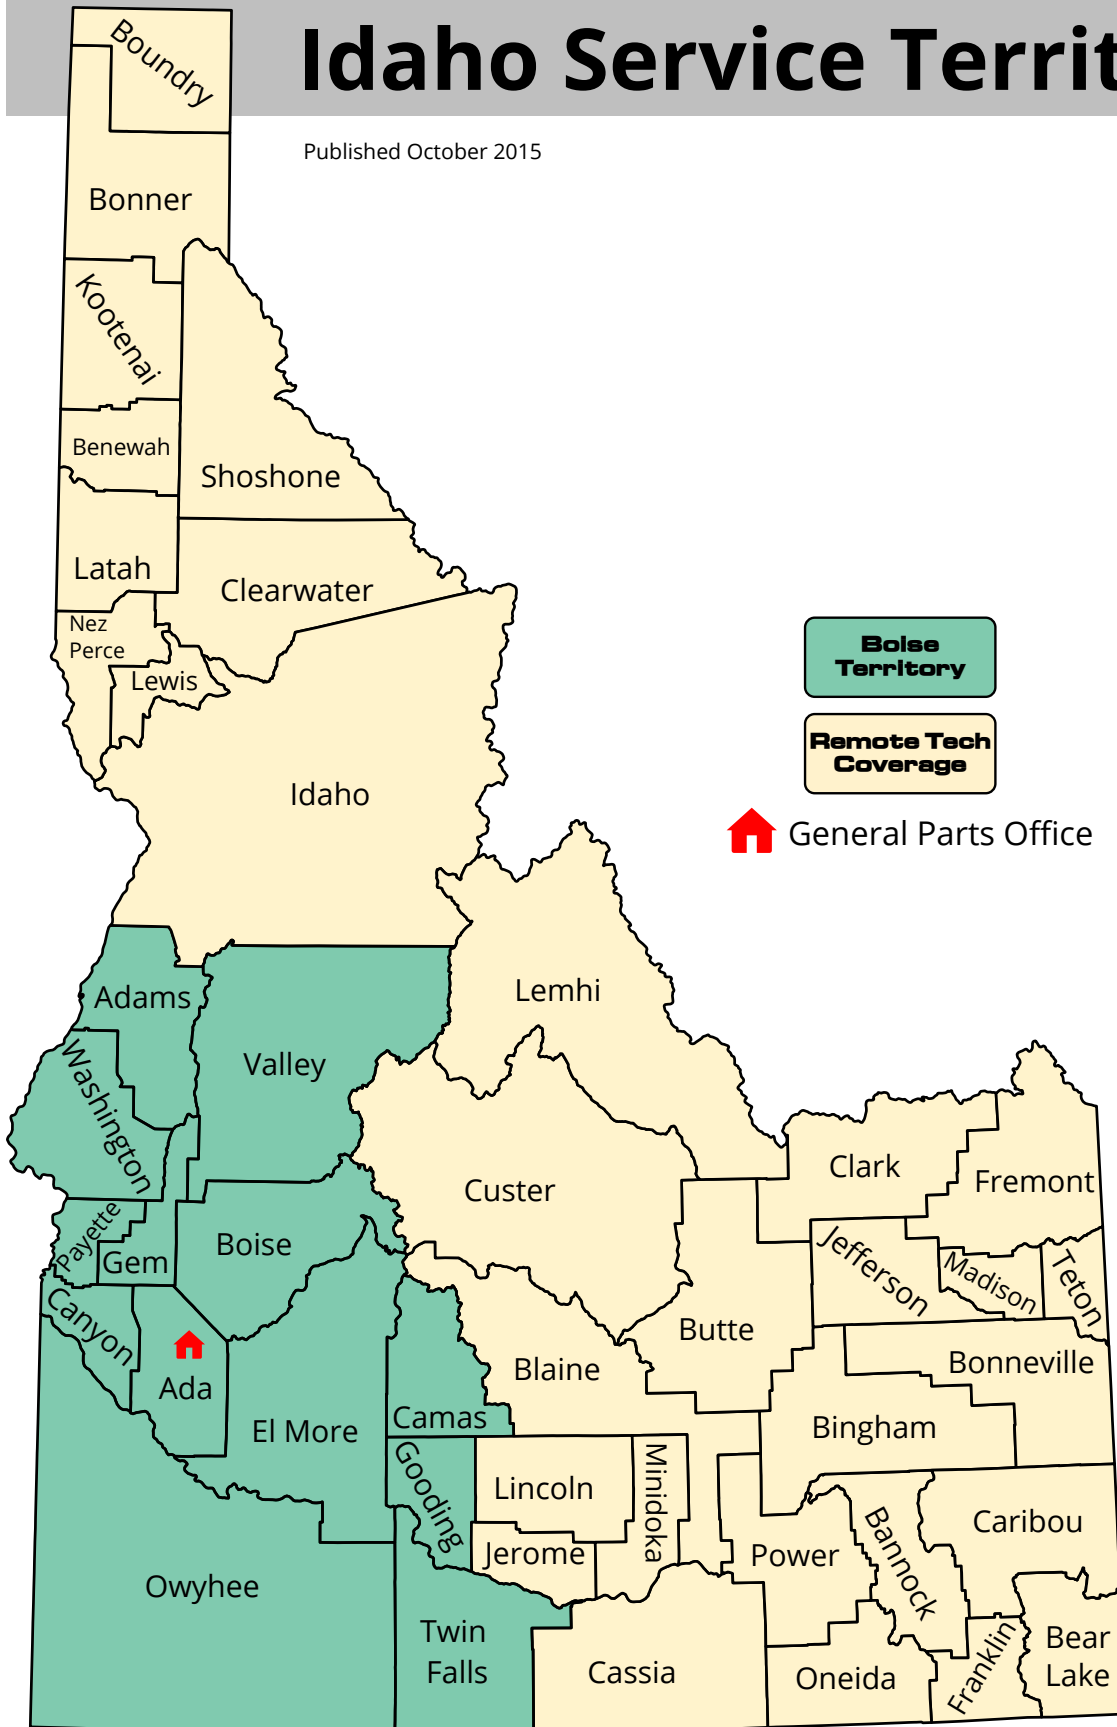 Idaho Service Territ
Published October 2015
Boundry
Bonner
Kootenai
Benewah
Shoshone
Latah
Clearwater
Nez
Perce
Lewis
Boise
Territory
Remote Tech
Coverage
General Parts Office
Idaho
Lemhi
Adams
Valley
Washington
Custer
Clark
Fremont
Payette
Gem
Boise
Jefferson
Madison
Teton
Canyon
Ada
Butte
Blaine
Bonneville
El More
Camas
Bingham
Gooding
Lincoln
Minidoka
Jerome
Power
Bannock
Caribou
Owyhee
Twin
Falls
Cassia
Oneida
Franklin
Bear
Lake